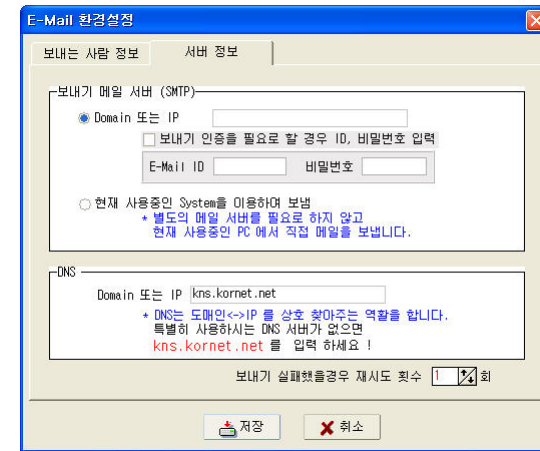 E-Mail 환경설정
보내는 사람 정보
서버 정보
보내기 메일 서버 (SMTP)
Domain 또는 IP
보내기 인증을 필요로 할 경우 ID, 비밀번호 입력
E-Mail ID 비밀번호
현재 사용중인 System을 이용하여 보냄
* 별도의 메일 서버를 필요로 하지 않고
현재 사용중인 PC 에서 직접 메일을 보냅니다.
DNS
Domain 또는 IP kns.kornet.net
* DNS는 도메인<->IP 를 상호 찾아주는 역활을 합니다.
특별히 사용하시는 DNS 서버가 없으면
kns.kornet.net 를 입력 하세요 !
보내기 실패했을경우 재시도 횟수 1 회
저장 취소